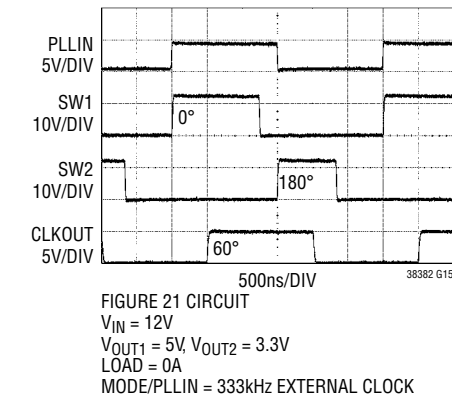 PLLIN
5V/DIV
SW1
10V/DIV
0°
SW2
10V/DIV
180°
CLKOUT
5V/DIV
60°
500ns/DIV
38382 G15
FIGURE 21 CIRCUIT
VIN = 12V
VOUT1 = 5V, VOUT2 = 3.3V
LOAD = 0A
MODE/PLLIN = 333kHz EXTERNAL CLOCK